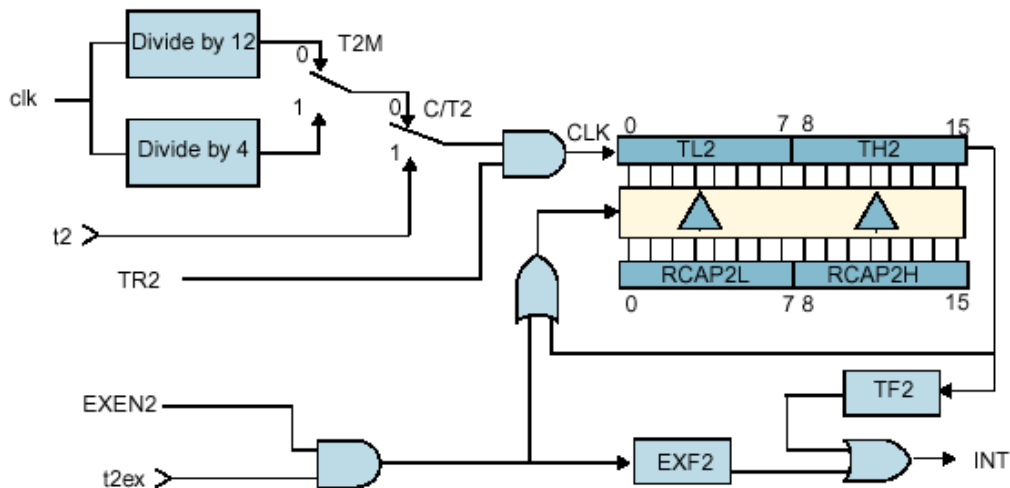 Divide by 12
T2M
0
clk
1
0
C/T2
Divide by 4
1
CLK
0
7
8
15
TL2
TH2
t2
TR2
RCAP2L
RCAP2H
0
7
8
15
EXEN2
TF2
t2ex
EXF2
INT